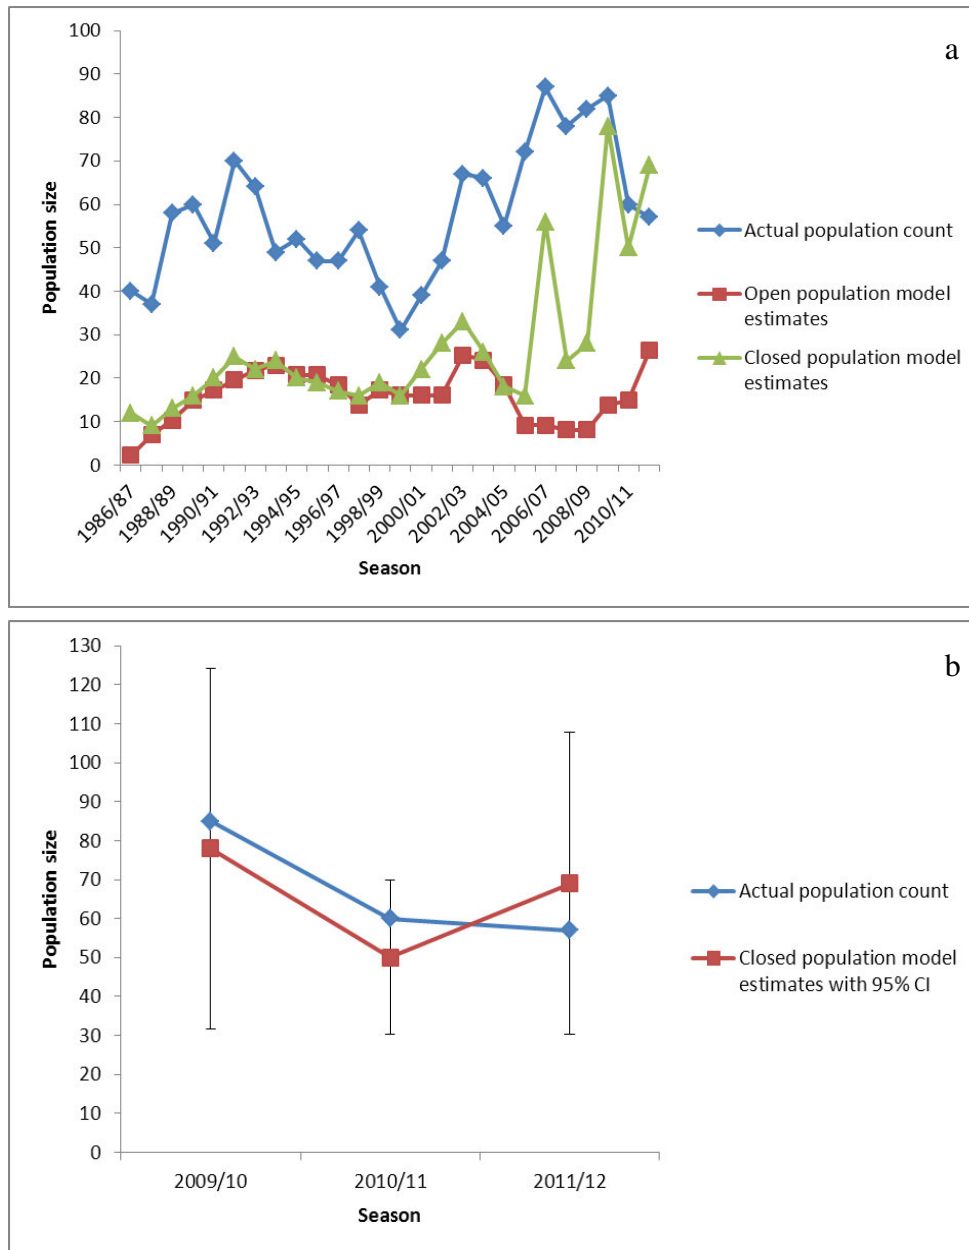 a
100
90
80
70
60
50
40
30
20
10
0
Population size
1986/87
1988/89
1990/91
1992/93
1994/95
1996/97
1998/99
2000/01
2002/03
2004/05
2006/07
2008/09
2010/11
Season
Actual population count
Open population model
estimates
Closed population model
estimates
b
130
120
110
100
90
80
70
60
50
40
30
20
10
0
Population size
2009/10
2010/11
2011/12
Season
Actual population count
Closed population model
estimates with 95% CI